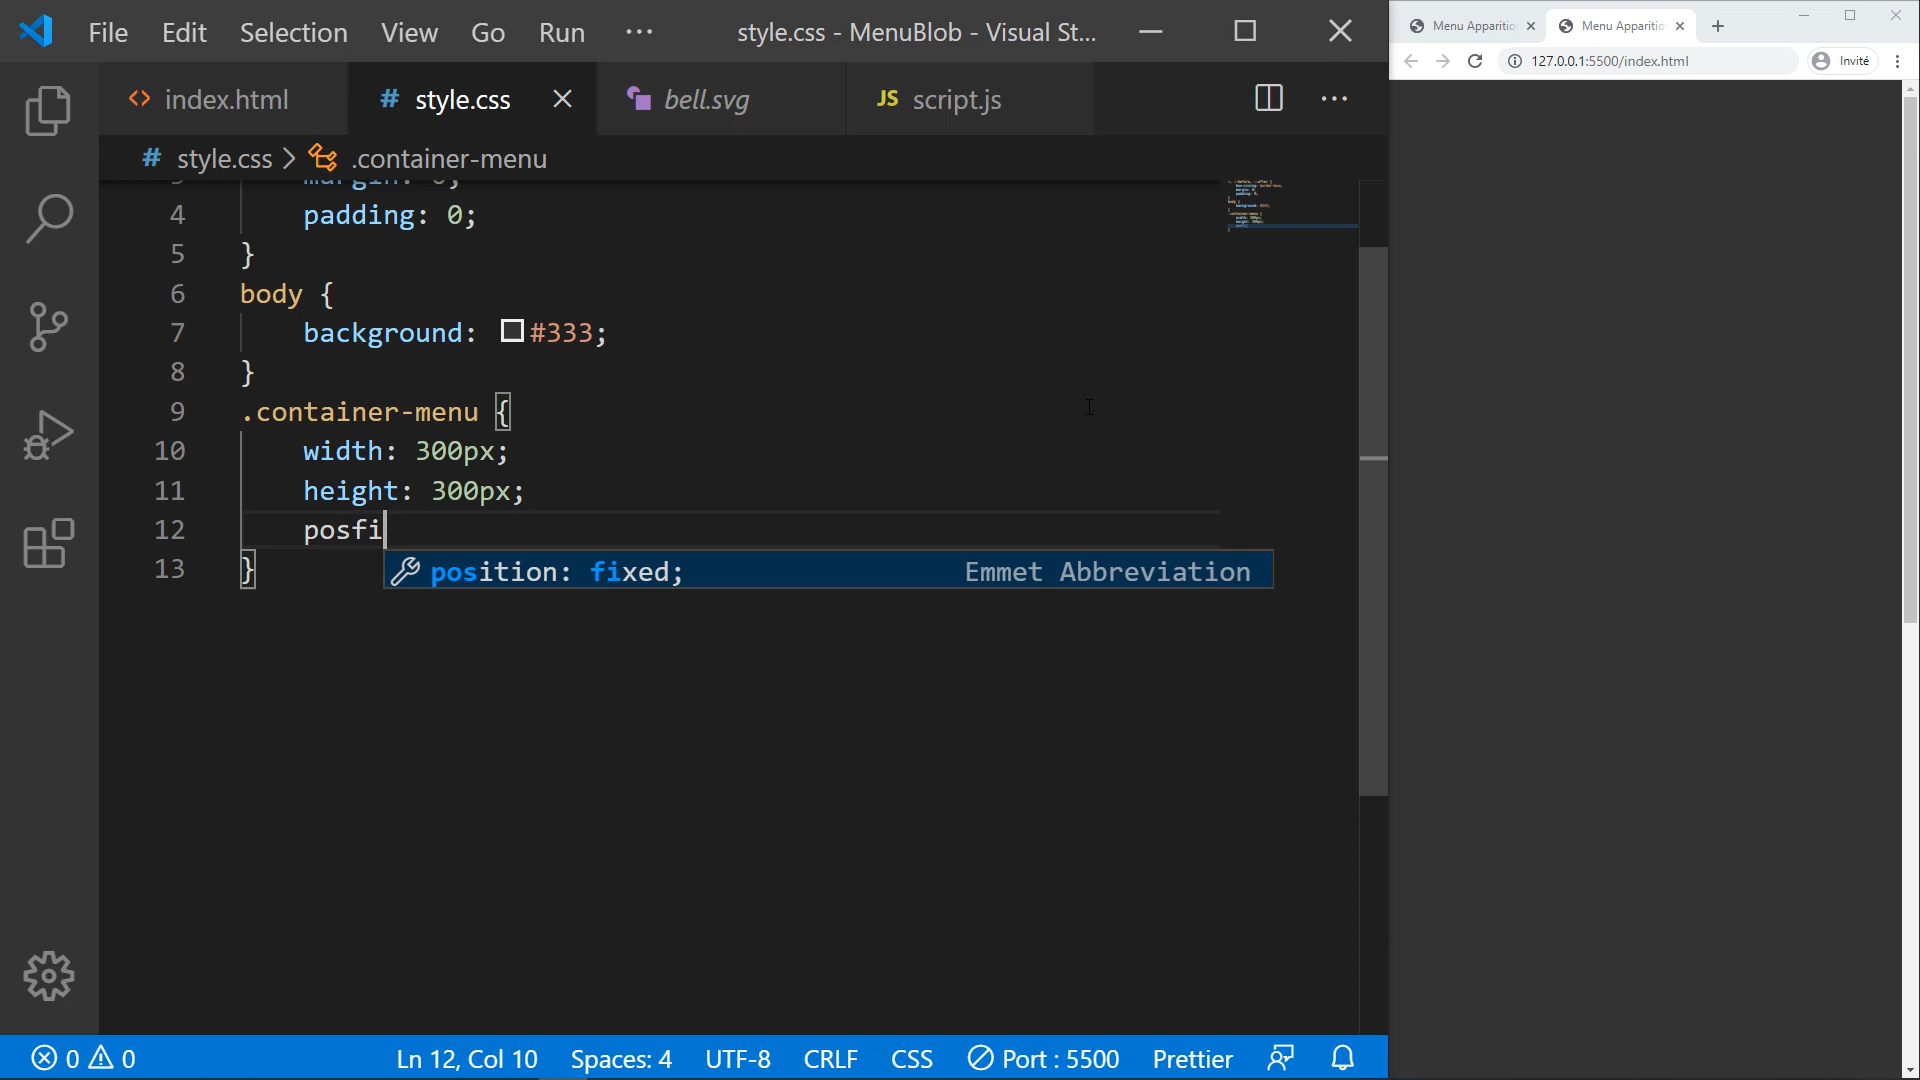 File Edit Selection View Go Run ··· style.css - MenuBlob - Visual St...
Menu Apparitio Menu Apparitio
127.0.0.1:5500/index.html Invité
index.html style.css bell.svg JS script.js
style.css > .container-menu
margin: 0;
4 padding: 0;
5 }
6 body {
7 background: #333;
8 }
9 .container-menu {
10 width: 300px;
11 height: 300px;
12 posfi
position: fixed; Emmet Abbreviation
13 }
0 0 Ln 12, Col 10 Spaces: 4 UTF-8 CRLF CSS Port : 5500 Prettier